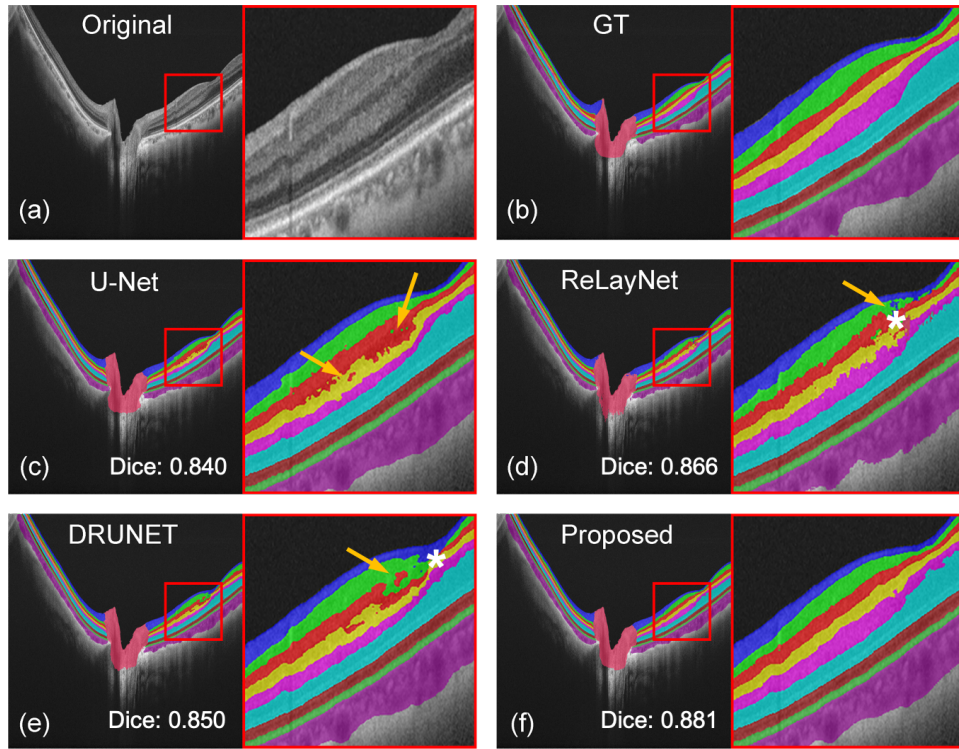 Original
(a)
GT
(b)
U-Net
(c)
Dice: 0.840
ReLayNet
(d)
Dice: 0.866
*
DRUNET
(e)
Dice: 0.850
*
Proposed
(f)
Dice: 0.881